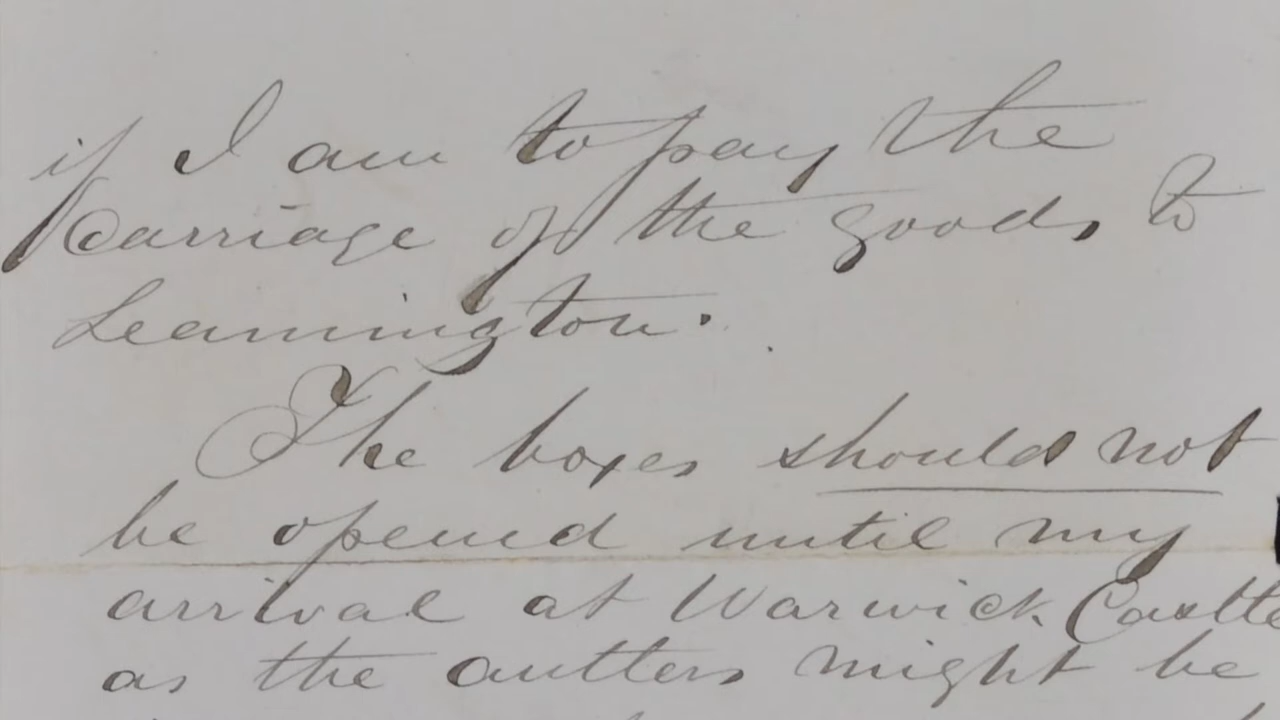 if I am to pay the
carriage of the goods to
Leamington.
The boxes should not
be opened until my
arrival at Warwick Castle
as the antlers might be